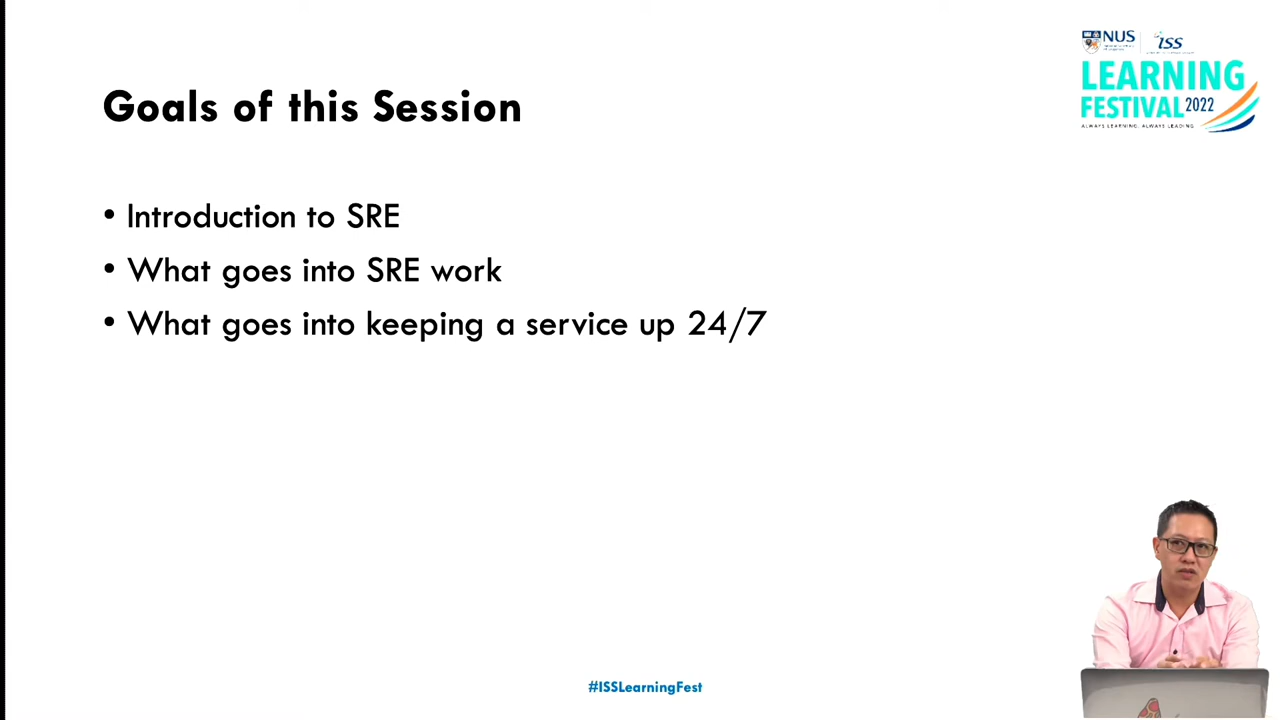 NUS
iss
LEARNING
FESTIVAL 2022
ALWAYS LEARNING, ALWAYS LEADING
Goals of this Session
• Introduction to SRE
• What goes into SRE work
• What goes into keeping a service up 24/7
#ISSLearningFest